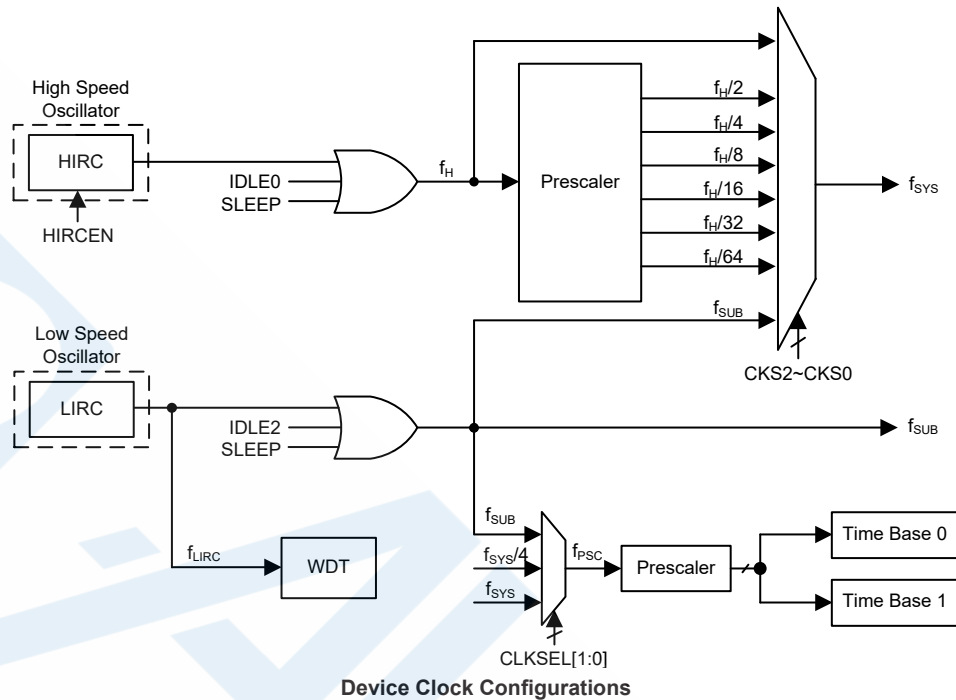 High Speed
Oscillator
HIRC
HIRCEN
IDLE0
SLEEP
fH
Prescaler
fH/2
fH/4
fH/8
fH/16
fH/32
fH/64
fSUB
CKS2~CKS0
fSYS
Low Speed
Oscillator
LIRC
IDLE2
SLEEP
fSUB
fLIRC
WDT
fSUB
fSYS/4
fSYS
CLKSEL[1:0]
fPSC
Prescaler
Time Base 0
Time Base 1
Device Clock Configurations